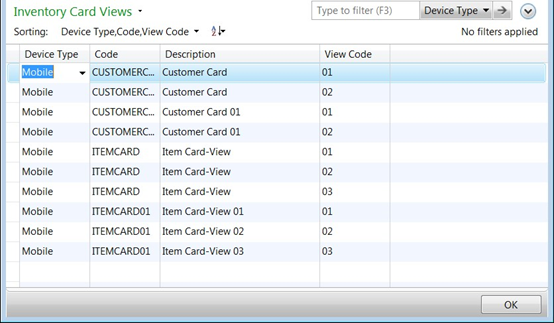 Inventory Card Views
Type to filter (F3) Device Type
Sorting: Device Type,Code,View Code No filters applied
Device Type Code Description View Code
Mobile CUSTOMERC... Customer Card 01
Mobile CUSTOMERC... Customer Card 02
Mobile CUSTOMERC... Customer Card 01 01
Mobile CUSTOMERC... Customer Card 01 02
Mobile ITEMCARD Item Card-View 01
Mobile ITEMCARD Item Card-View 02
Mobile ITEMCARD Item Card-View 03
Mobile ITEMCARD01 Item Card-View 01 01
Mobile ITEMCARD01 Item Card-View 02 02
Mobile ITEMCARD01 Item Card-View 03 03
OK